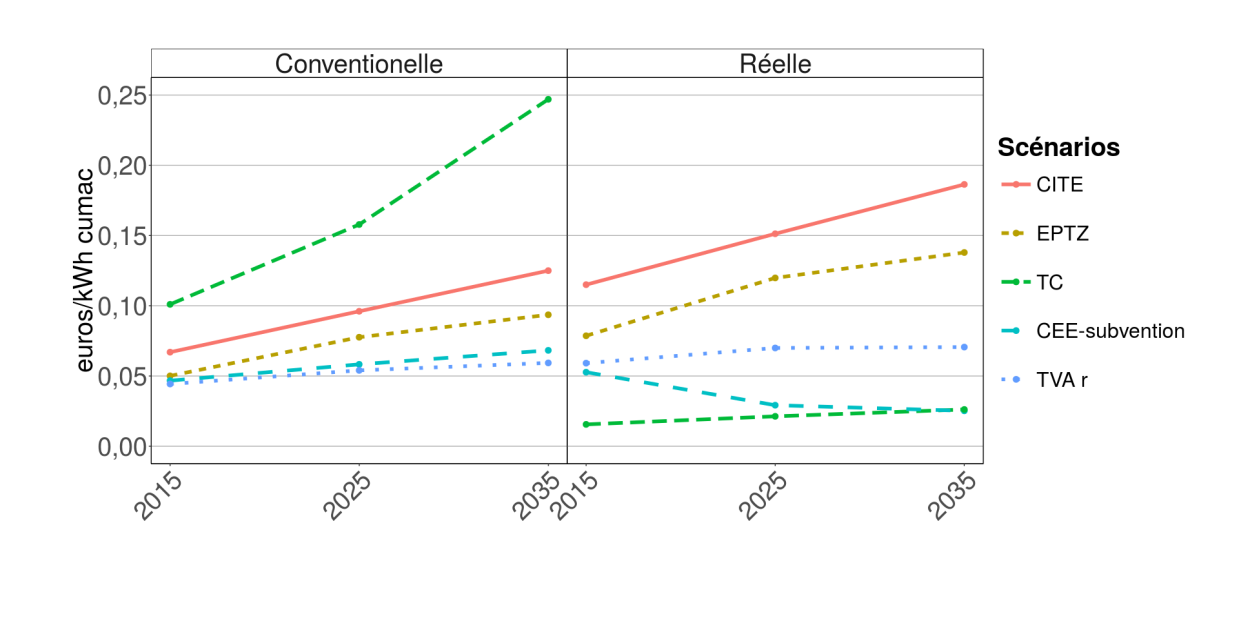 Conventionelle
Réelle
euros/kWh cumac
0,25
0,20
0,15
0,10
0,05
0,00
2015
2025
2035
2015
2025
2035
Scénarios
CITE
EPTZ
TC
CEE-subvention
TVA r